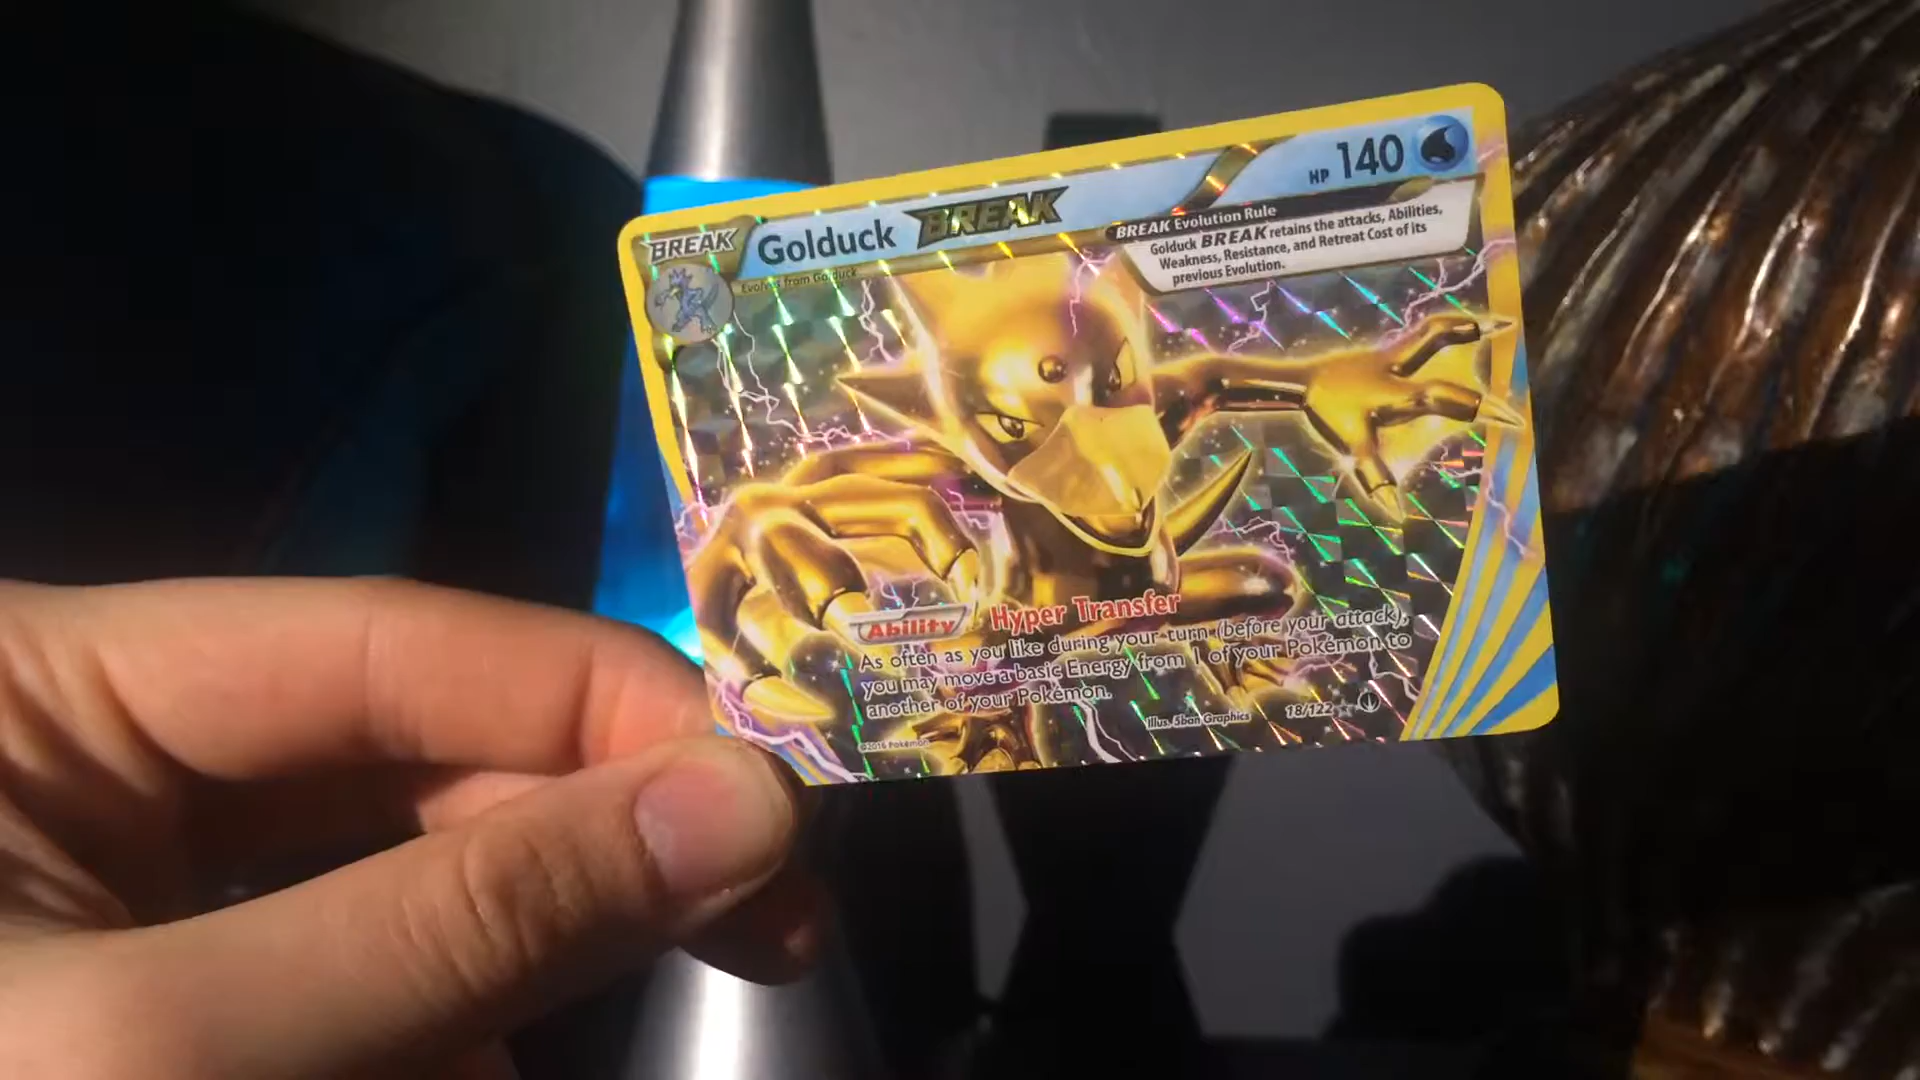 BREAK
Golduck BREAK
HP 140
Evolves from Golduck
BREAK Evolution Rule
Golduck BREAK retains the attacks, Abilities,
Weakness, Resistance, and Retreat Cost of its
previous Evolution.
Ability Hyper Transfer
As often as you like during your turn (before your attack),
you may move a basic Energy from 1 of your Pokémon to
another of your Pokémon.
Illus. 5ban Graphics
18/122
©2016 Pokémon